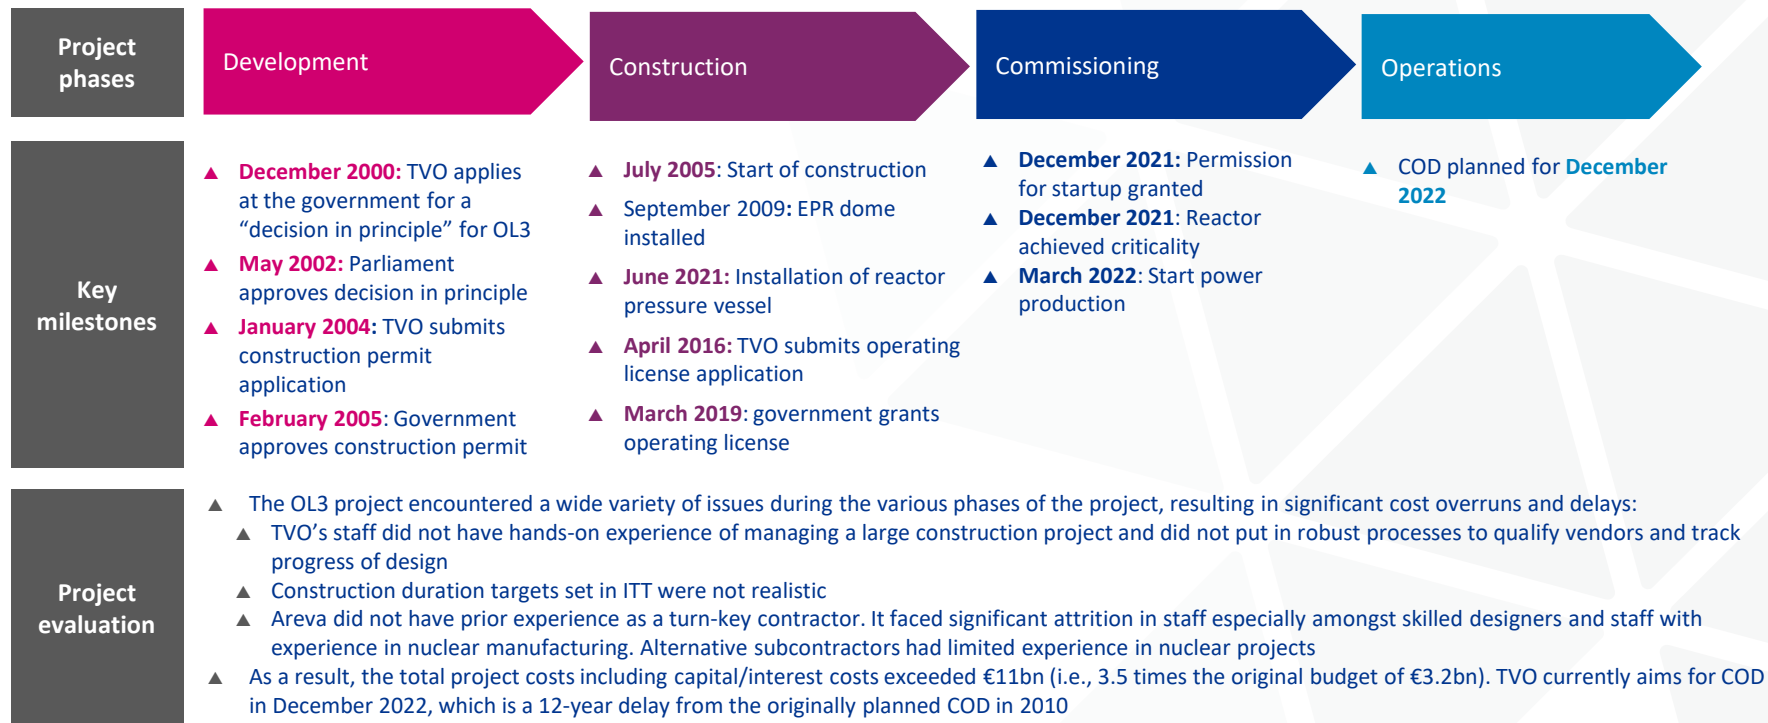 Project
phases
Development
Construction
Commissioning
Operations
Key
milestones
▲ December 2000: TVO applies
at the government for a
“decision in principle” for OL3
▲ May 2002: Parliament
approves decision in principle
▲ January 2004: TVO submits
construction permit
application
▲ February 2005: Government
approves construction permit
▲ July 2005: Start of construction
▲ September 2009: EPR dome
installed
▲ June 2021: Installation of reactor
pressure vessel
▲ April 2016: TVO submits operating
license application
▲ March 2019: government grants
operating license
▲ December 2021: Permission
for startup granted
▲ December 2021: Reactor
achieved criticality
▲ March 2022: Start power
production
▲ COD planned for December
2022
Project
evaluation
▲ The OL3 project encountered a wide variety of issues during the various phases of the project, resulting in significant cost overruns and delays:
▲ TVO’s staff did not have hands-on experience of managing a large construction project and did not put in robust processes to qualify vendors and track
progress of design
▲ Construction duration targets set in ITT were not realistic
▲ Areva did not have prior experience as a turn-key contractor. It faced significant attrition in staff especially amongst skilled designers and staff with
experience in nuclear manufacturing. Alternative subcontractors had limited experience in nuclear projects
▲ As a result, the total project costs including capital/interest costs exceeded €11bn (i.e., 3.5 times the original budget of €3.2bn). TVO currently aims for COD
in December 2022, which is a 12-year delay from the originally planned COD in 2010